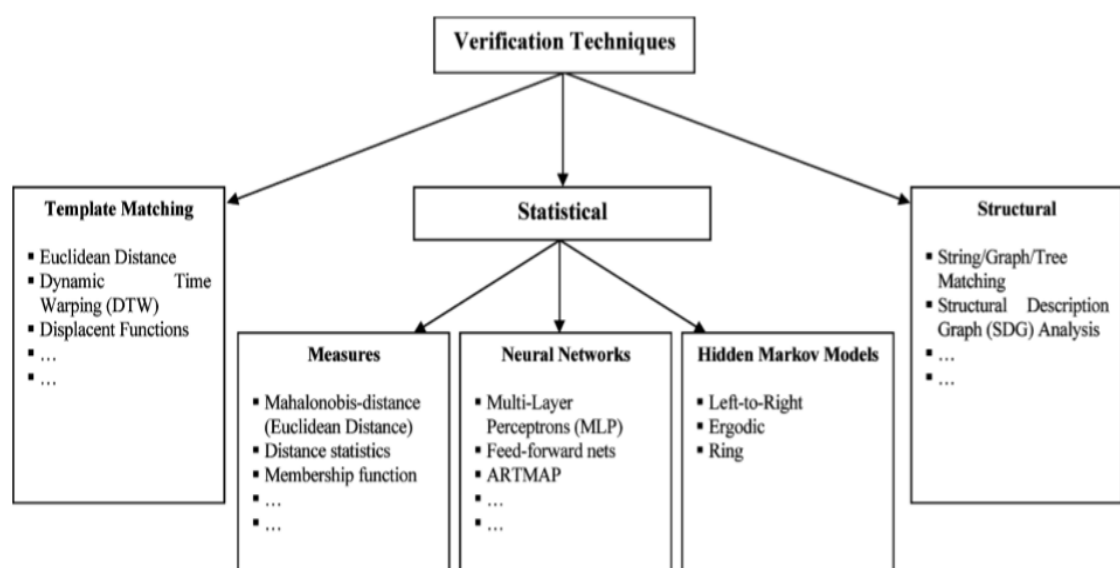 Verification Techniques
Template Matching
▪ Euclidean Distance
▪ Dynamic Time
Warping (DTW)
▪ Displacent Functions
▪ ...
▪ ...
Statistical
Measures
▪ Mahalonobis-distance
(Euclidean Distance)
▪ Distance statistics
▪ Membership function
▪ ...
▪ ...
Neural Networks
▪ Multi-Layer
Perceptrons (MLP)
▪ Feed-forward nets
▪ ARTMAP
▪ ...
▪ ...
Hidden Markov Models
▪ Left-to-Right
▪ Ergodic
▪ Ring
Structural
▪ String/Graph/Tree
Matching
▪ Structural Description
Graph (SDG) Analysis
▪ ...
▪ ...